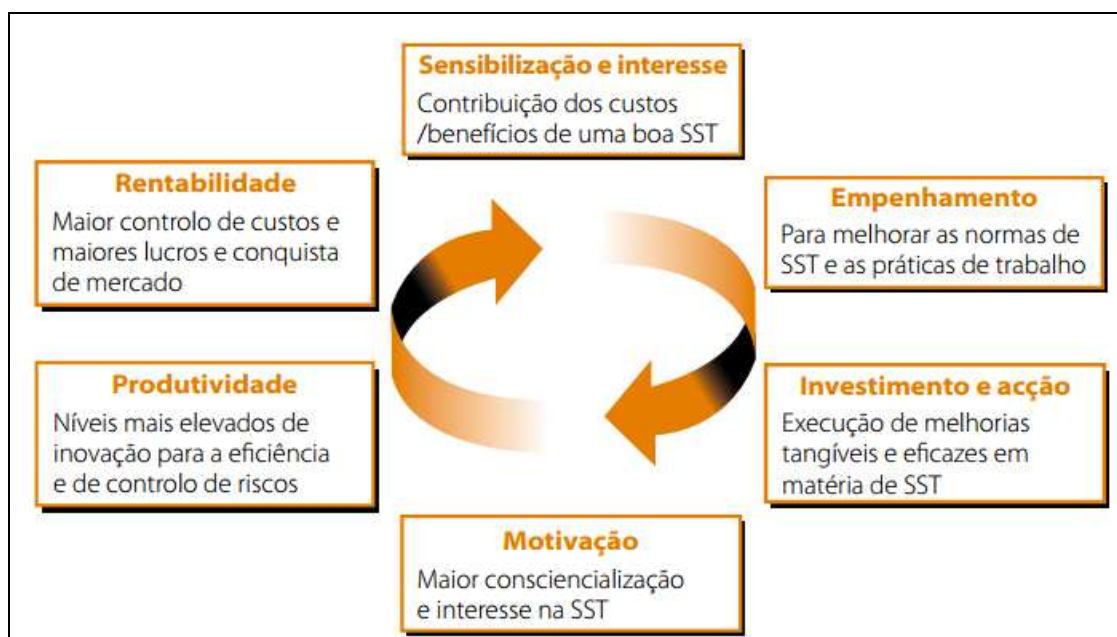 Sensibilização e interesse
Contribuição dos custos
/benefícios de uma boa SST
Empenhamento
Para melhorar as normas de
SST e as práticas de trabalho
Investimento e acção
Execução de melhorias
tangíveis e eficazes em
matéria de SST
Motivação
Maior consciencialização
e interesse na SST
Produtividade
Níveis mais elevados de
inovação para a eficiência
e de controlo de riscos
Rentabilidade
Maior controlo de custos e
maiores lucros e conquista
de mercado